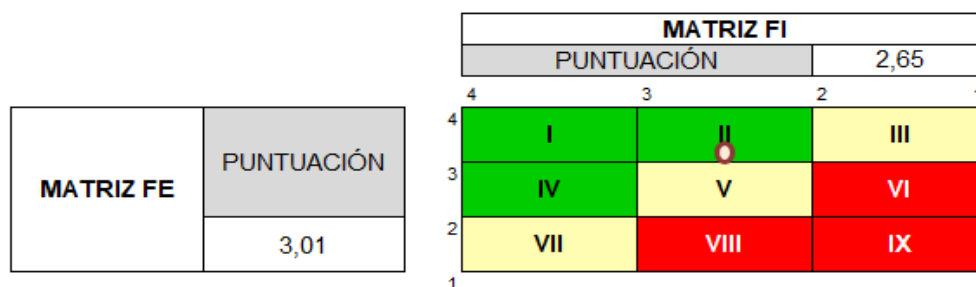 MATRIZ FI
PUNTUACIÓN 2,65
4 3 2 1
4 I II III
MATRIZ FE PUNTUACIÓN
3 IV V VI
3,01
2 VII VIII IX
1